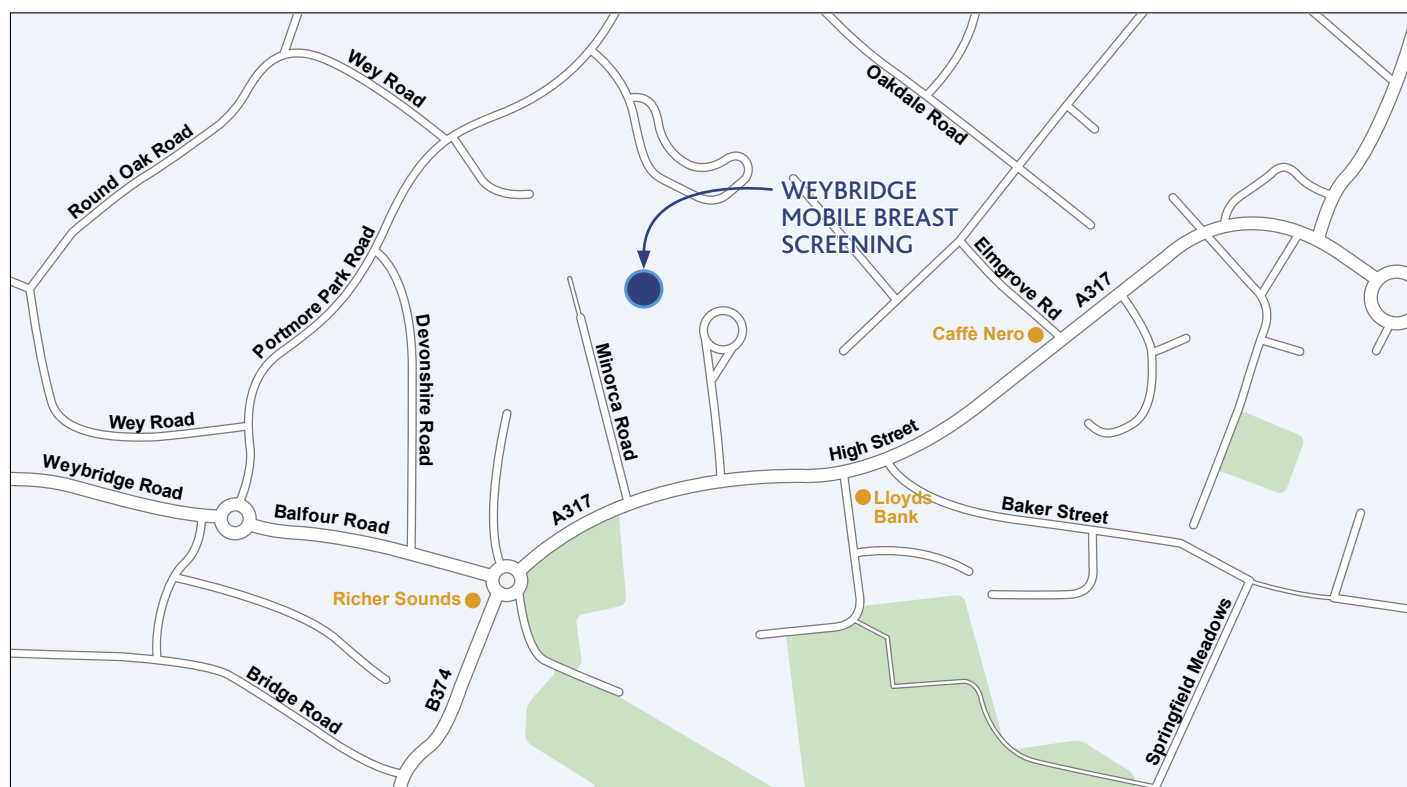 Wey Road
Oakdale Road
Round Oak Road
WEYBRIDGE
MOBILE BREAST
SCREENING
Portmore Park Road
Elmgrove Rd
A317
Caffè Nero
Devonshire Road
Minorca Road
Wey Road
High Street
Weybridge Road
A317
Lloyds
Bank
Balfour Road
Baker Street
Richer Sounds
Springfield Meadows
B374
Bridge Road